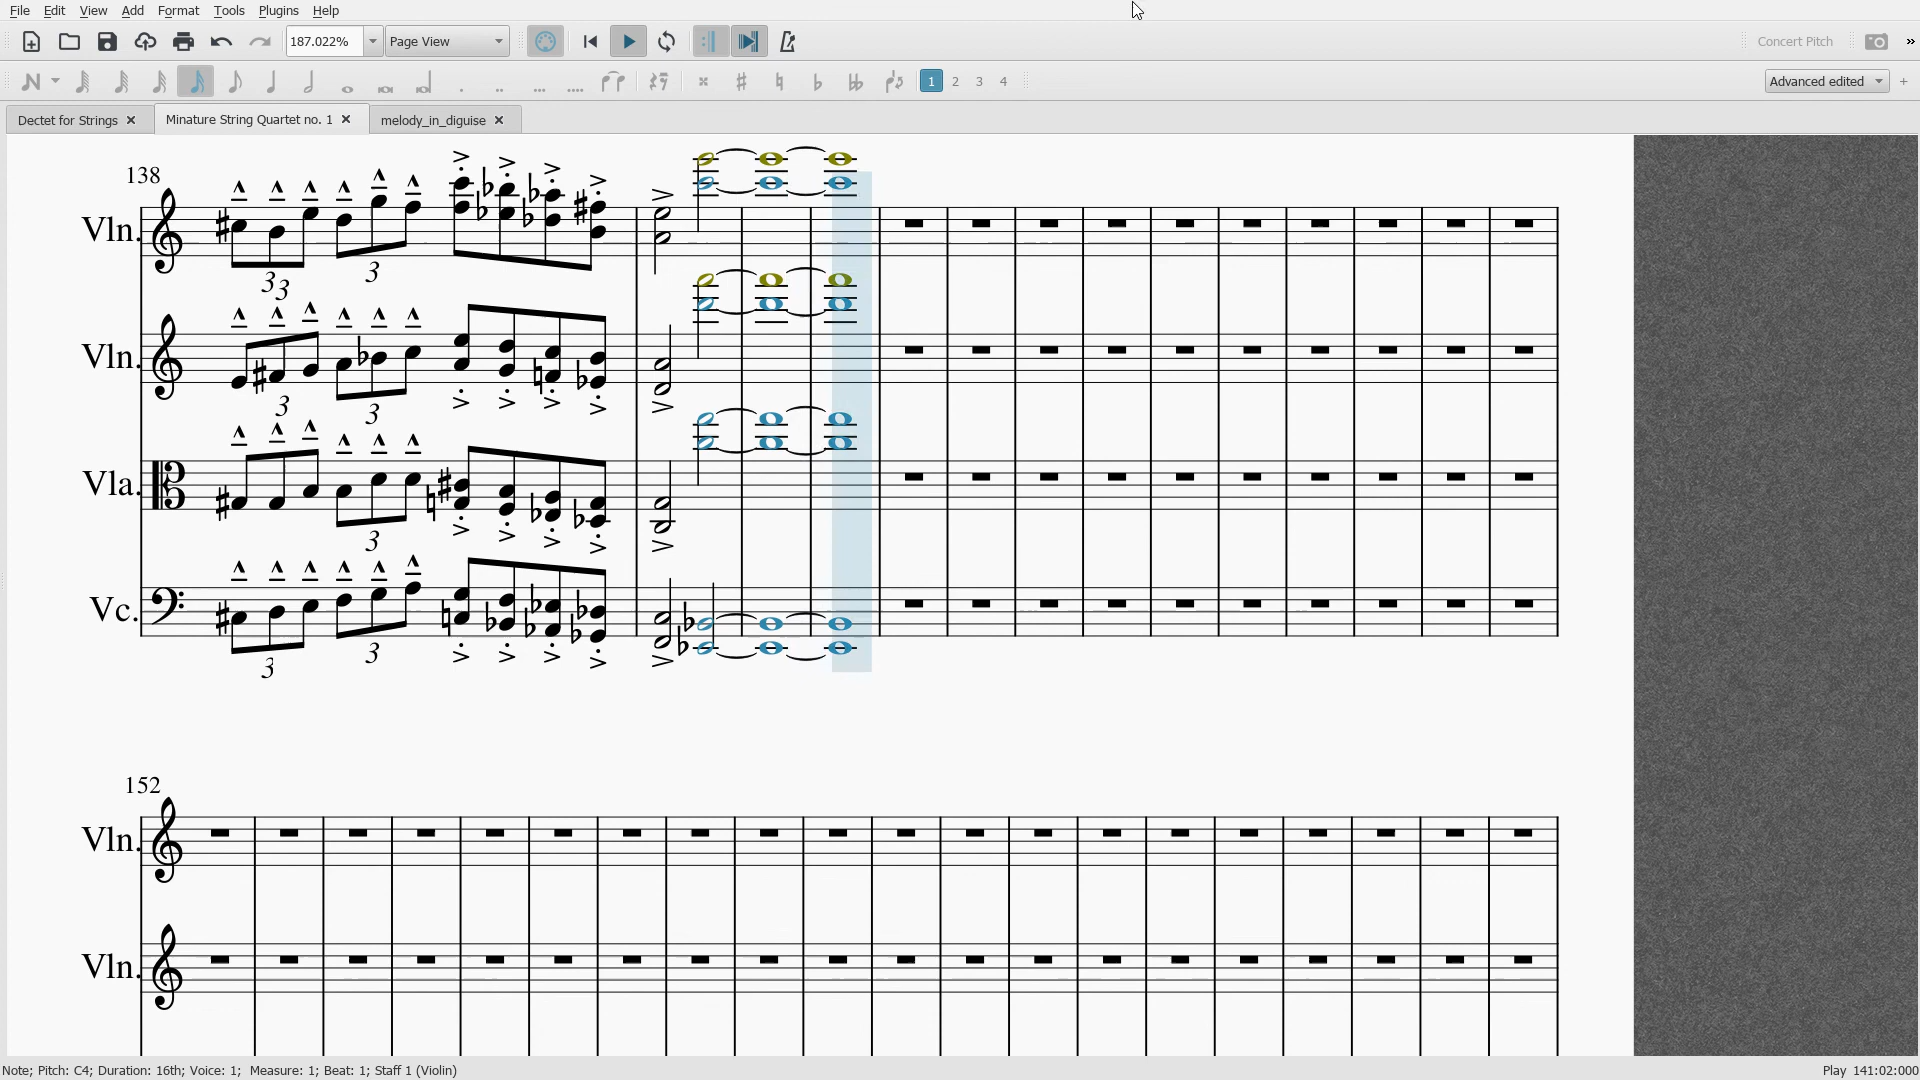 File Edit View Add Format Tools Plugins Help
187.022% Page View Concert Pitch »
1 2 3 4 Advanced edited +
Dectet for Strings Minature String Quartet no. 1 melody_in_diguise
138
Vln.
3 3 3
Vln.
3 3
Vla.
3
Vc.
3 3
152
Vln.
Vln.
Note; Pitch: C4; Duration: 16th; Voice: 1; Measure: 1; Beat: 1; Staff 1 (Violin) Play 141:02:000